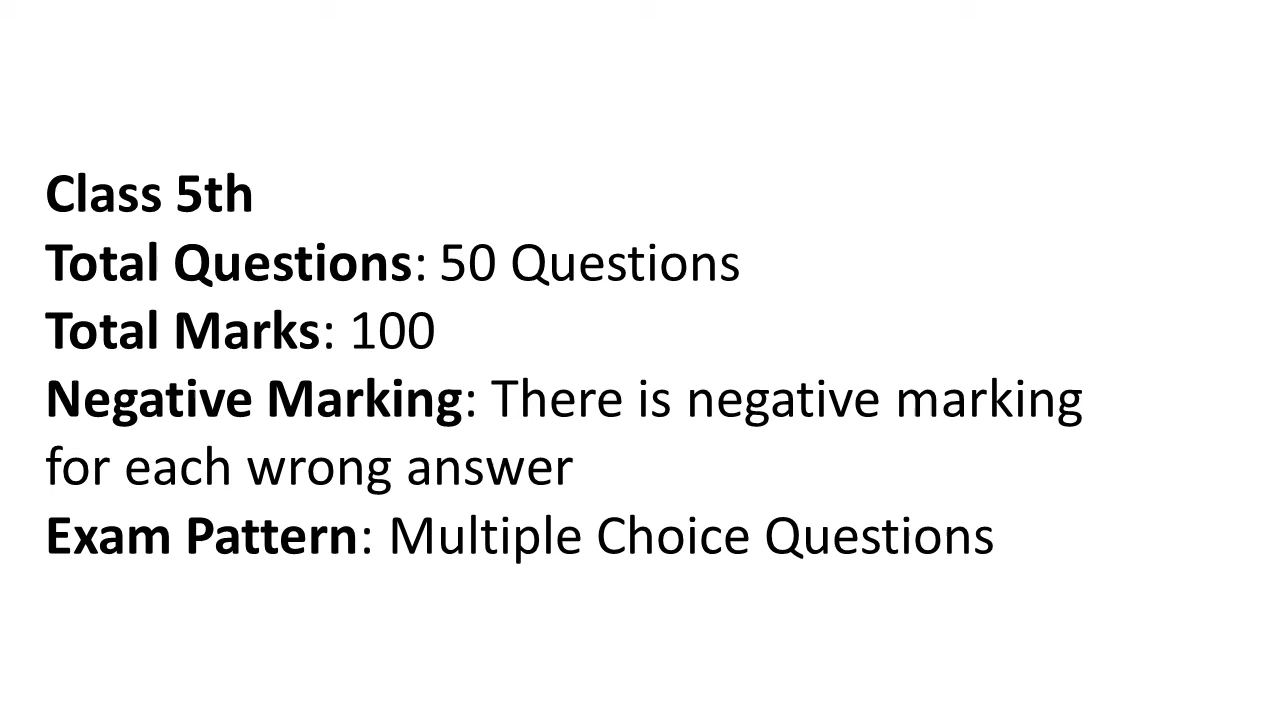 Class 5th
Total Questions: 50 Questions
Total Marks: 100
Negative Marking: There is negative marking
for each wrong answer
Exam Pattern: Multiple Choice Questions